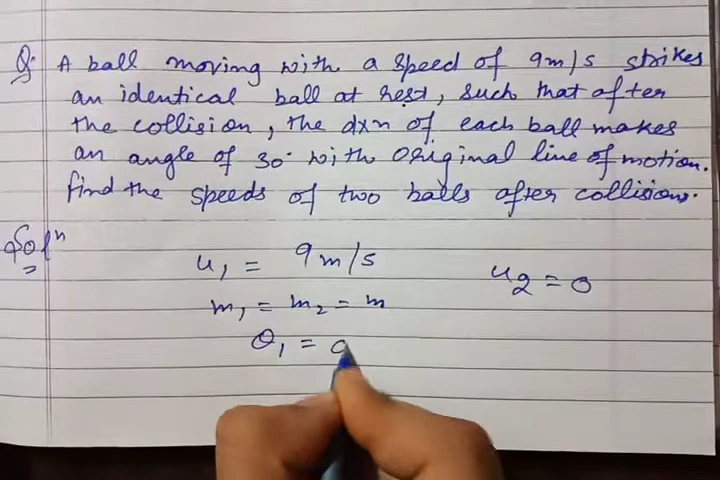 Q: A ball moving with a speed of 9m/s strikes
an identical ball at rest, such that after
the collision, the dxn of each ball makes
an angle of 30° with original line of motion.
find the speeds of two balls after collision.
Solⁿ
u₁ = 9m/s u₂ = 0
m₁ = m₂ = m
θ₁ =